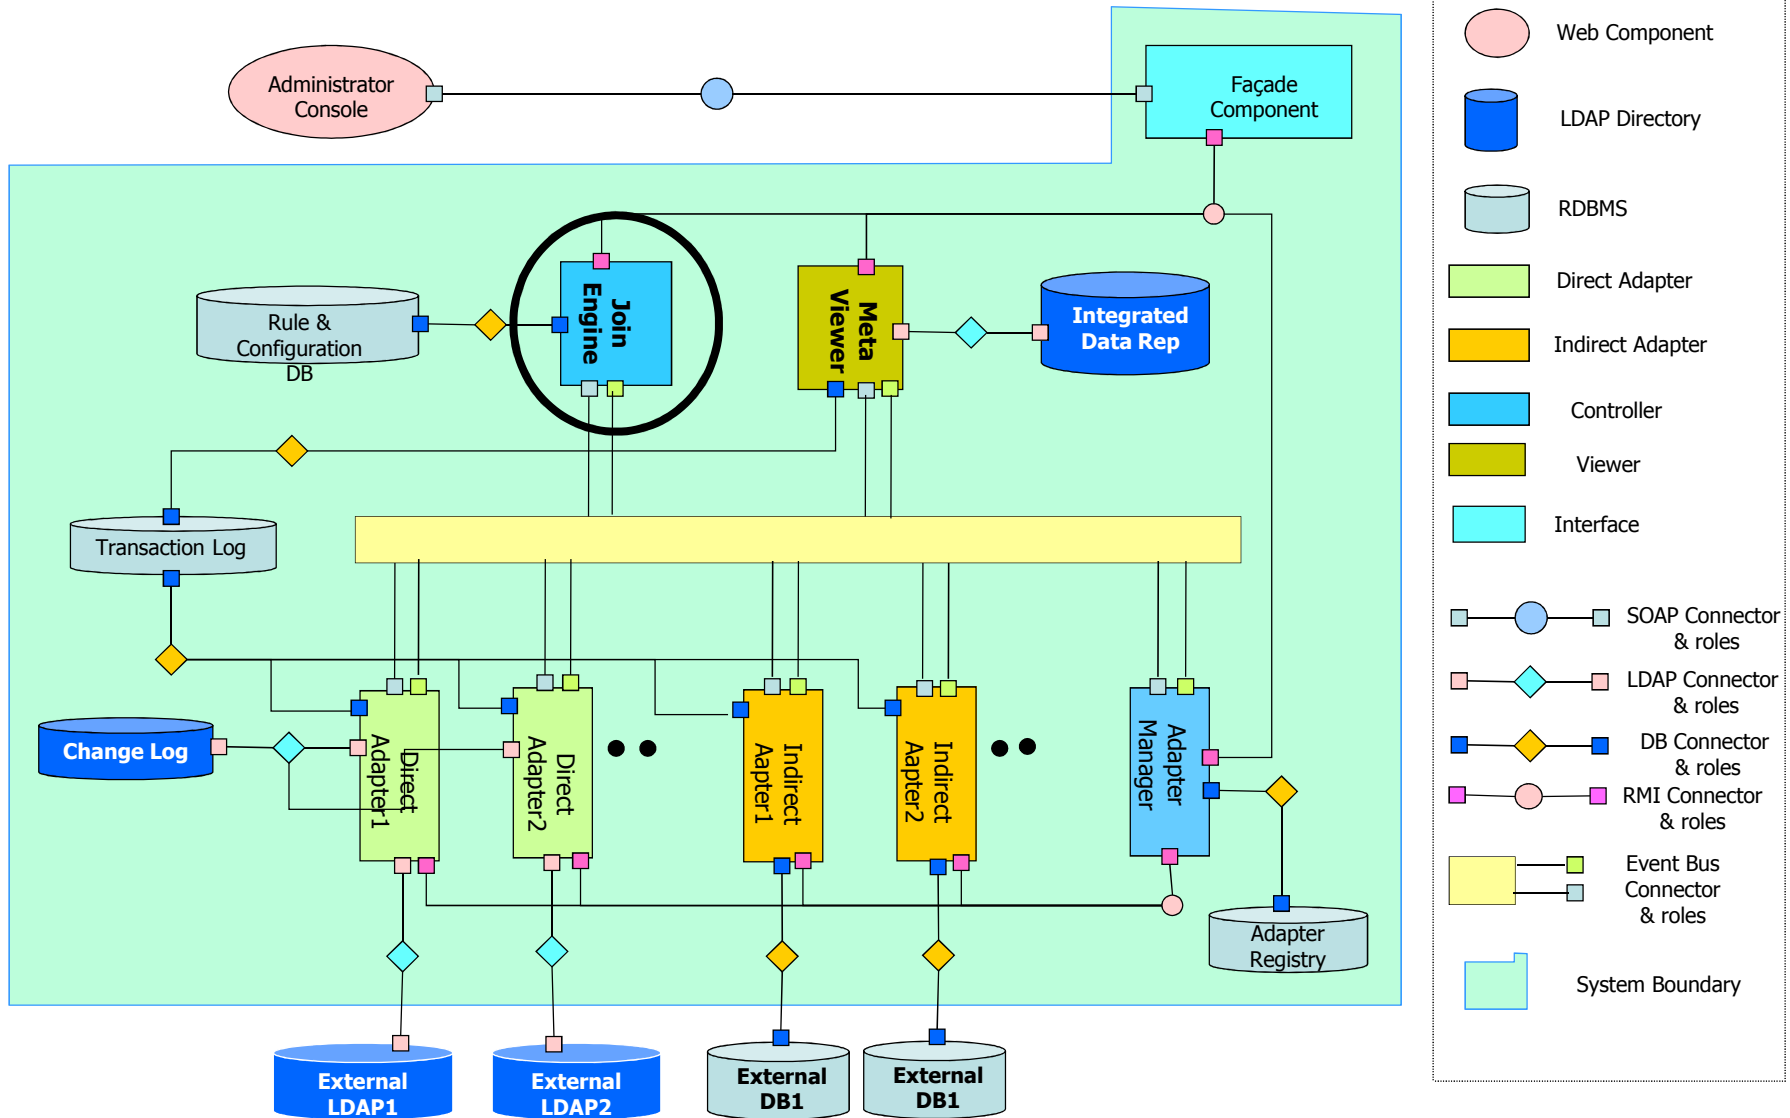 Administrator
Console
Façade
Component
Rule &
Configuration
DB
Join
Engine
Meta
Viewer
Integrated
Data Rep
Transaction Log
Change Log
Direct
Adapter1
Direct
Adapter2
Indirect
Aapter1
Indirect
Aapter2
Adapter
Manager
Adapter
Registry
External
LDAP1
External
LDAP2
External
DB1
External
DB1
Web Component
LDAP Directory
RDBMS
Direct Adapter
Indirect Adapter
Controller
Viewer
Interface
SOAP Connector
& roles
LDAP Connector
& roles
DB Connector
& roles
RMI Connector
& roles
Event Bus
Connector
& roles
System Boundary